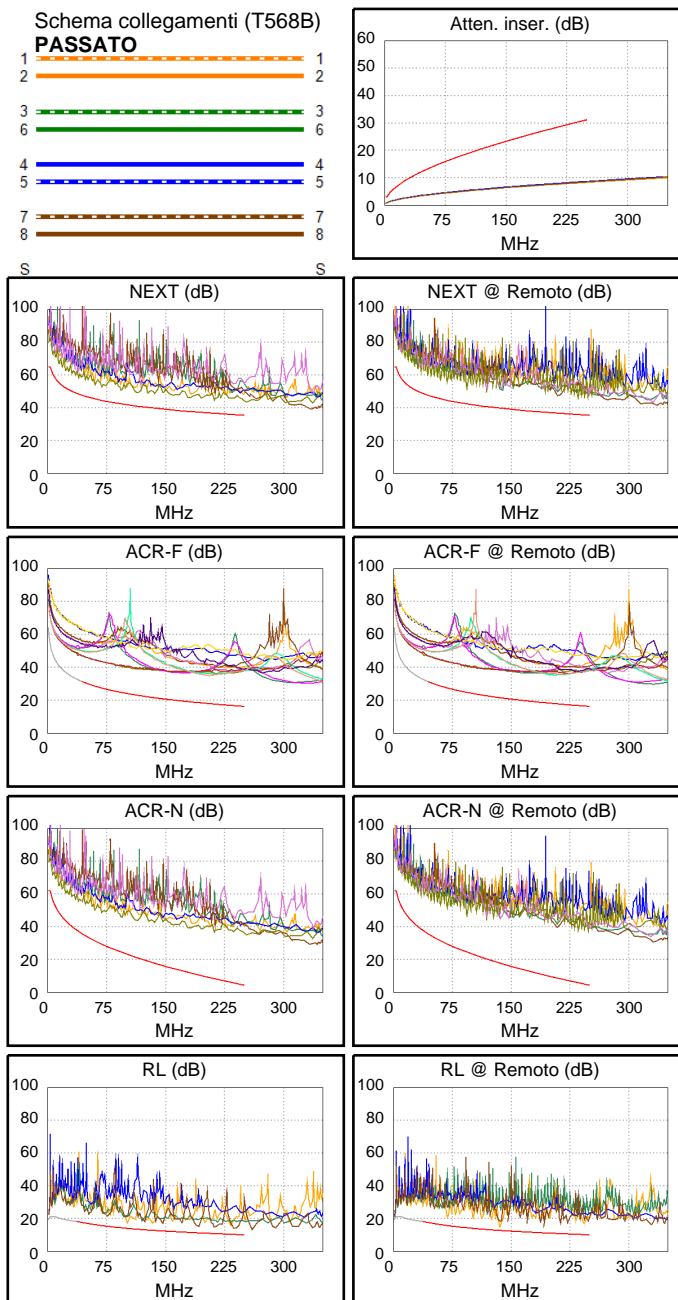 Schema collegamenti (T568B)
PASSATO
1 1
2 2
3 3
6 6
4 4
5 5
7 7
8 8
S S
Atten. inser. (dB)
60
50
40
30
20
10
0
0 75 150 225 300
MHz
NEXT (dB)
100
80
60
40
20
0
0 75 150 225 300
MHz
NEXT @ Remoto (dB)
100
80
60
40
20
0
0 75 150 225 300
MHz
ACR-F (dB)
100
80
60
40
20
0
0 75 150 225 300
MHz
ACR-F @ Remoto (dB)
100
80
60
40
20
0
0 75 150 225 300
MHz
ACR-N (dB)
100
80
60
40
20
0
0 75 150 225 300
MHz
ACR-N @ Remoto (dB)
100
80
60
40
20
0
0 75 150 225 300
MHz
RL (dB)
100
80
60
40
20
0
0 75 150 225 300
MHz
RL @ Remoto (dB)
100
80
60
40
20
0
0 75 150 225 300
MHz